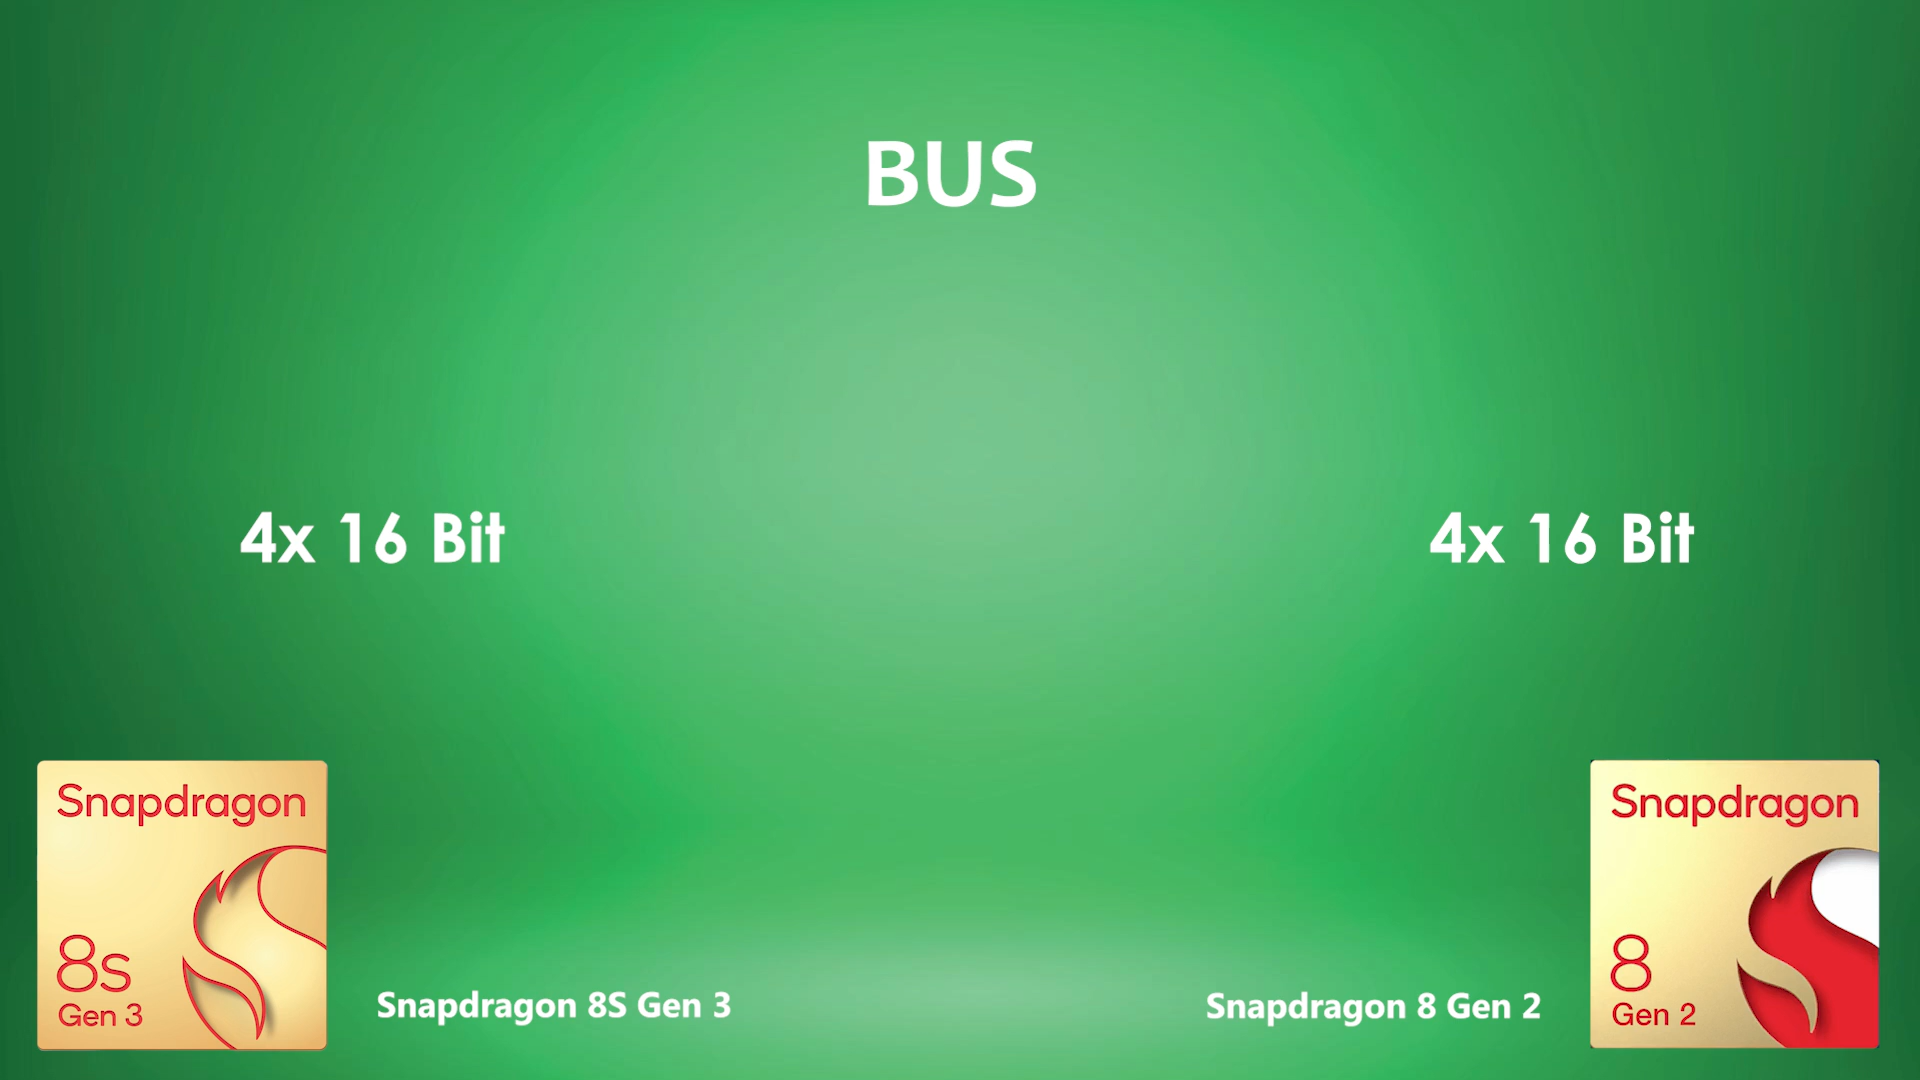 BUS
4x 16 Bit
4x 16 Bit
Snapdragon
8s
Gen 3
Snapdragon 8S Gen 3
Snapdragon 8 Gen 2
Snapdragon
8
Gen 2